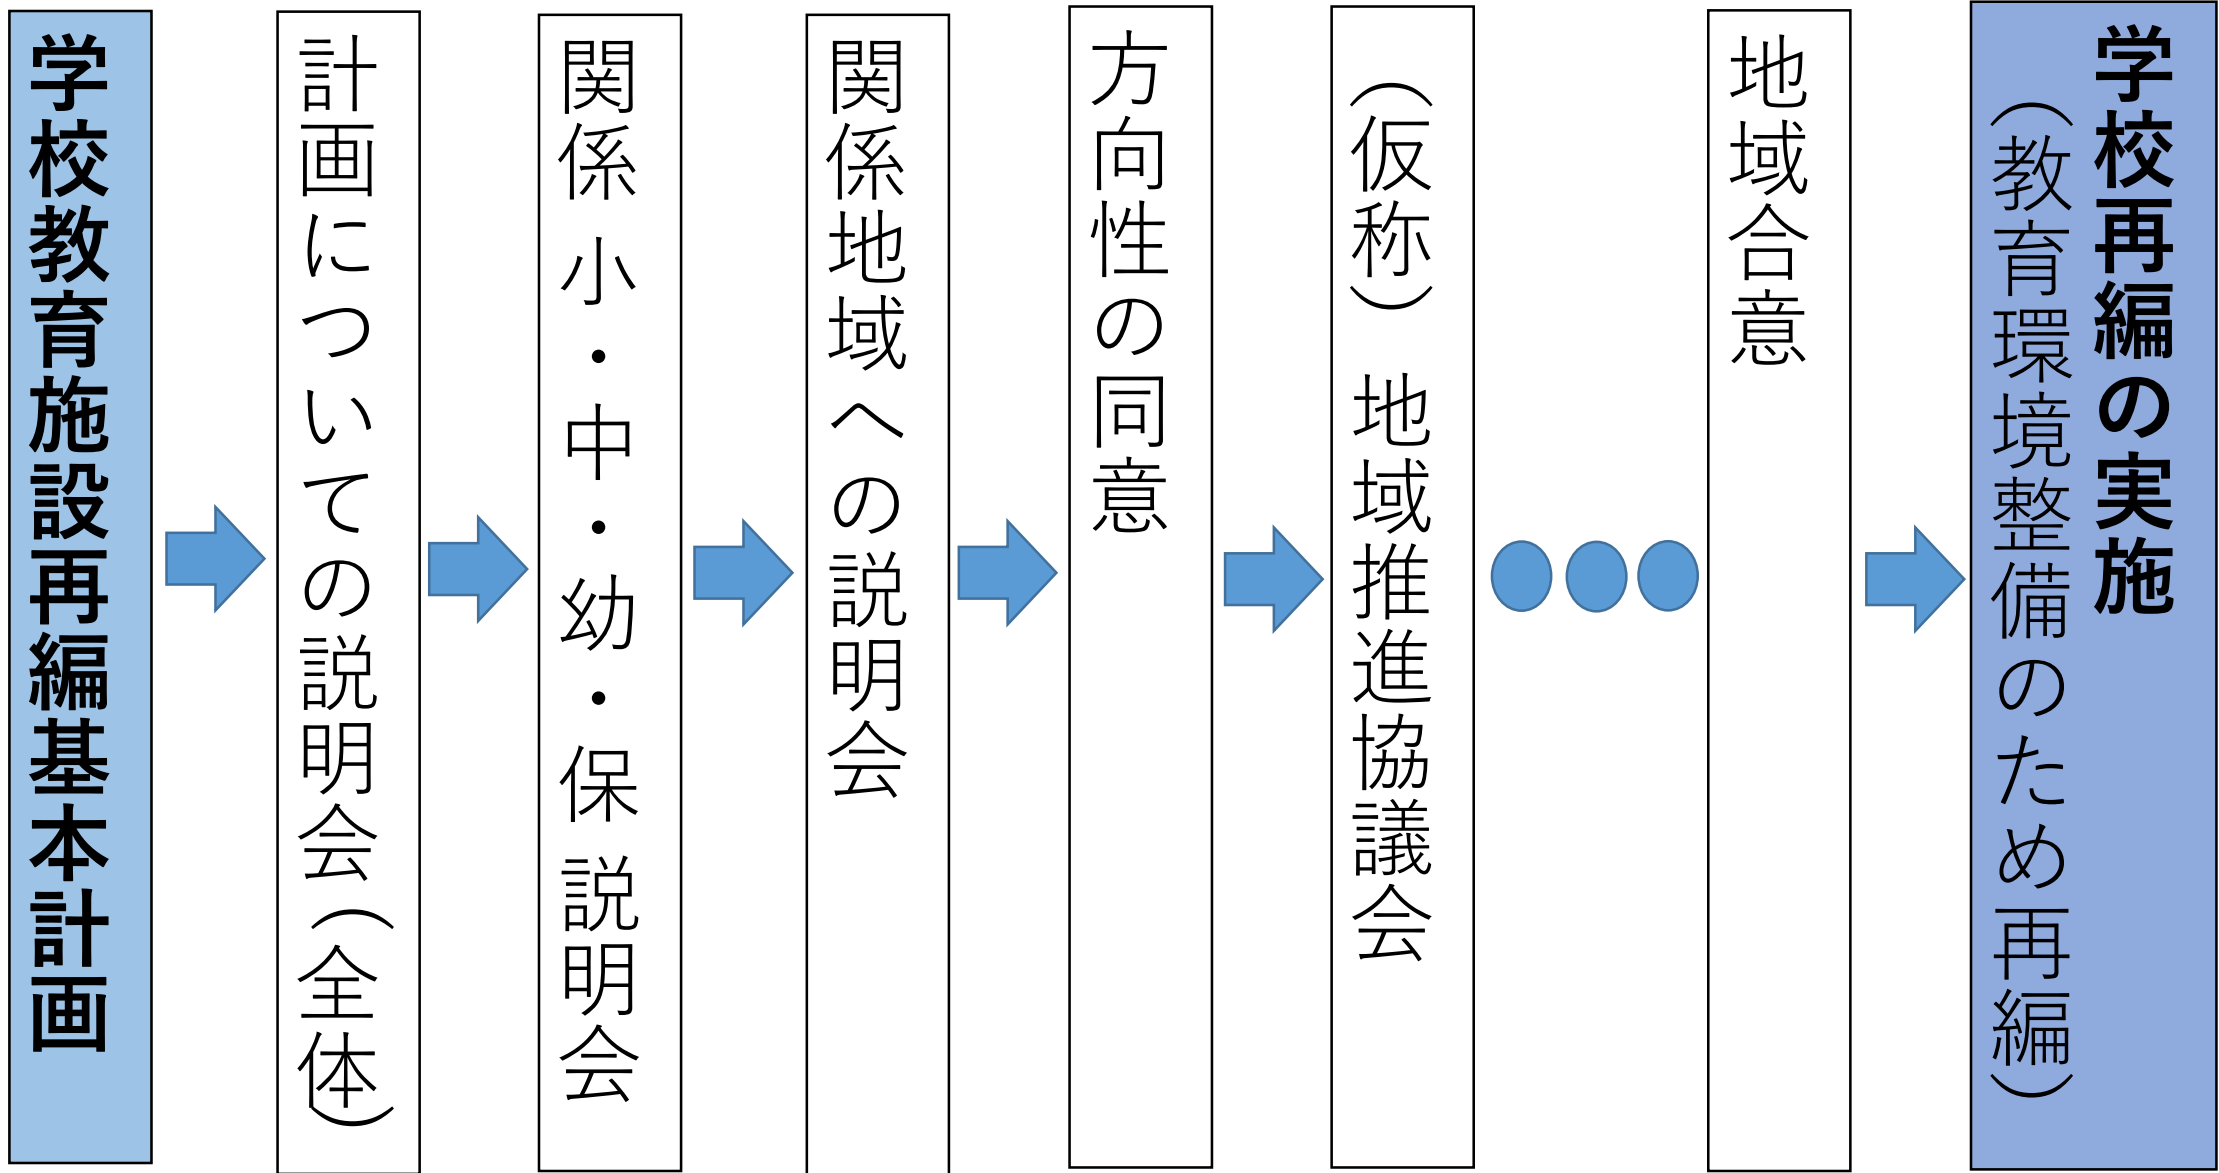 学校教育施設再編基本計画
計画についての説明会（全体）
関係 小・中・幼・保 説明会
関係地域への説明会
方向性の同意
（仮称）地域推進協議会
地域合意
学校再編の実施
（教育環境整備のため再編）